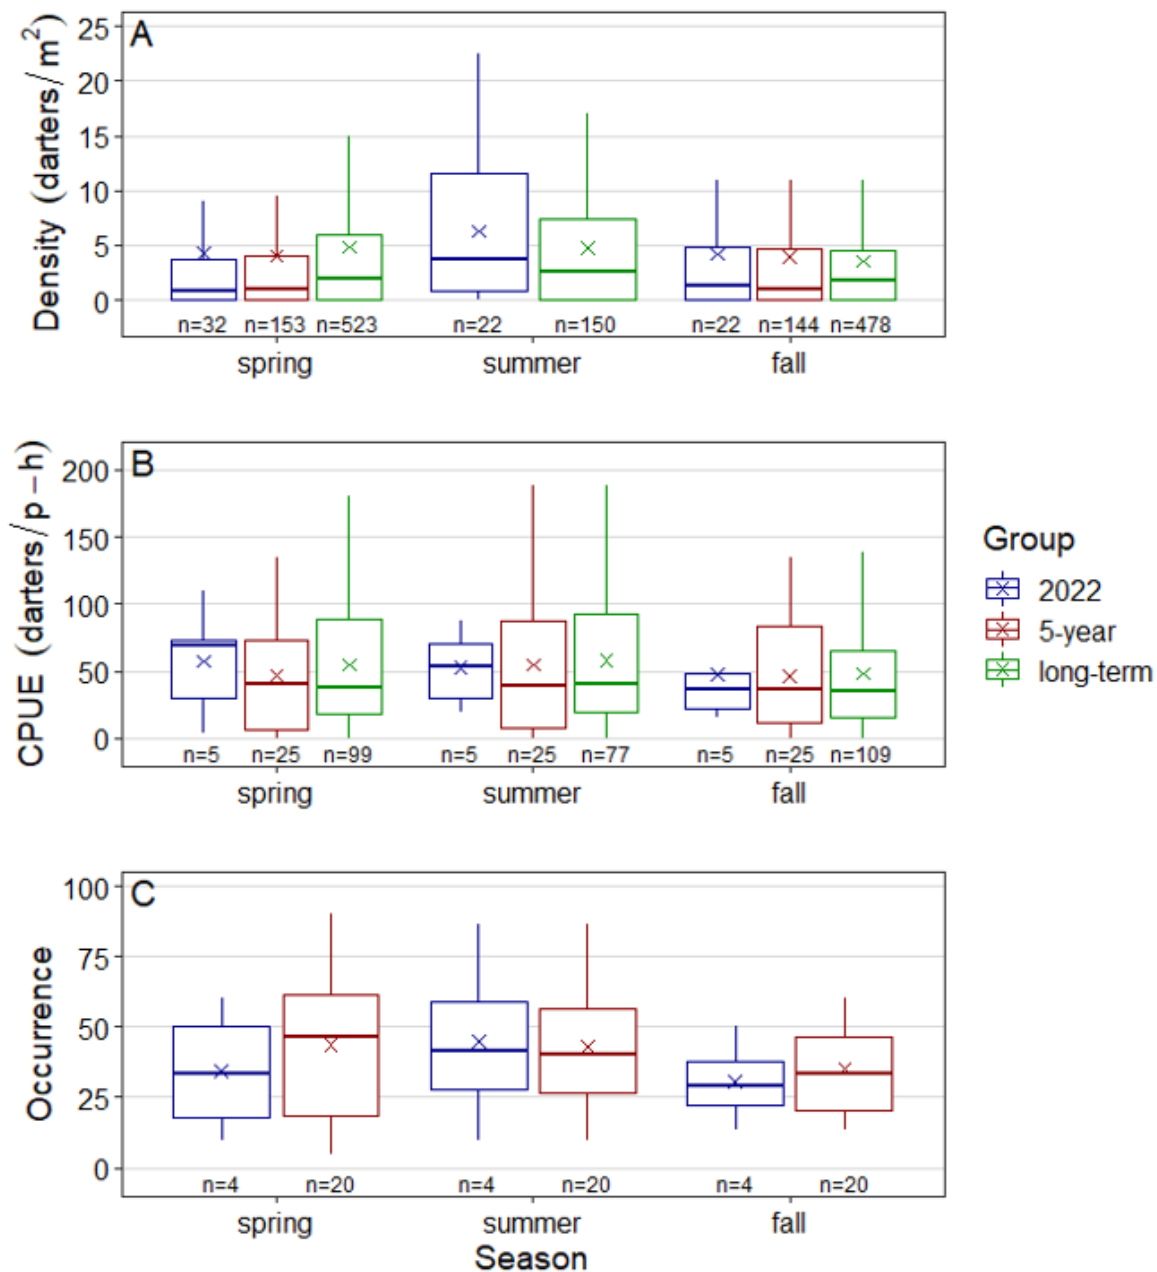 A
Density (darters/m²)
25
20
15
10
5
0
n=32 n=153 n=523 n=22 n=150 n=22 n=144 n=478
spring summer fall
B
CPUE ((darters/p−h)
200
150
100
50
0
n=5 n=25 n=99 n=5 n=25 n=77 n=5 n=25 n=109
spring summer fall
Group
2022
5-year
long-term
C
Occurrence
100
75
50
25
0
n=4 n=20 n=4 n=20 n=4 n=20
spring summer fall
Season